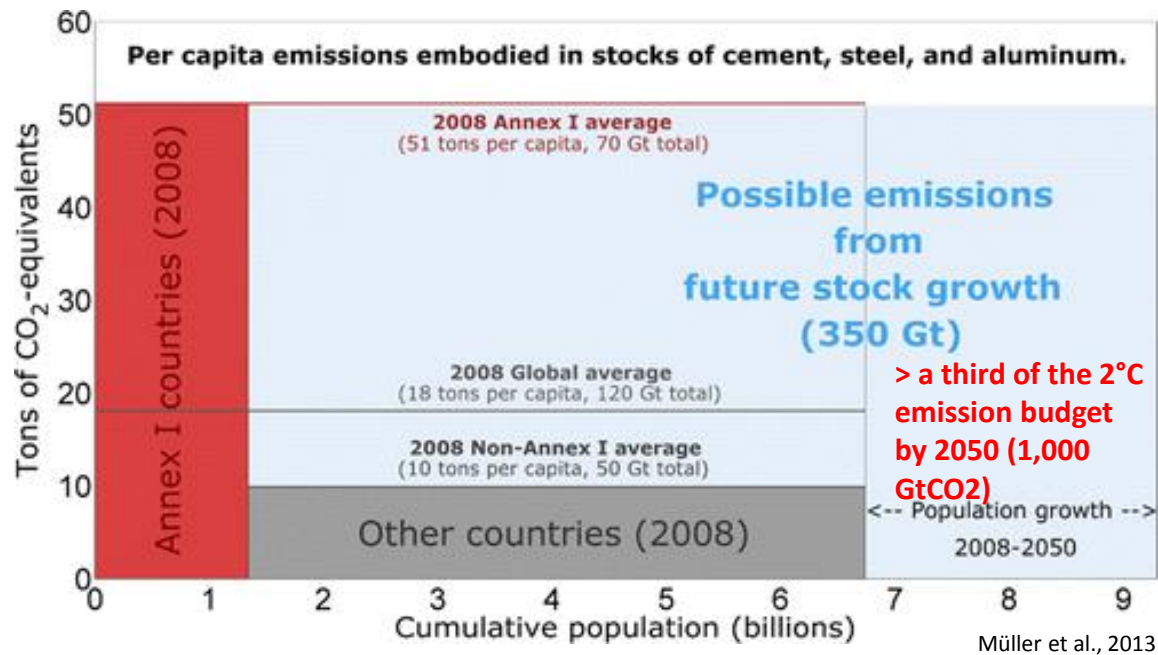 Per capita emissions embodied in stocks of cement, steel, and aluminum.
60
50
40
30
20
10
0
Tons of CO₂-equivalents
Annex I countries (2008)
2008 Annex I average
(51 tons per capita, 70 Gt total)
Possible emissions
from
future stock growth
(350 Gt)
2008 Global average
(18 tons per capita, 120 Gt total)
> a third of the 2°C
emission budget
by 2050 (1,000
GtCO2)
2008 Non-Annex I average
(10 tons per capita, 50 Gt total)
Other countries (2008)
<-- Population growth -->
2008-2050
0 1 2 3 4 5 6 7 8 9
Cumulative population (billions)
Müller et al., 2013